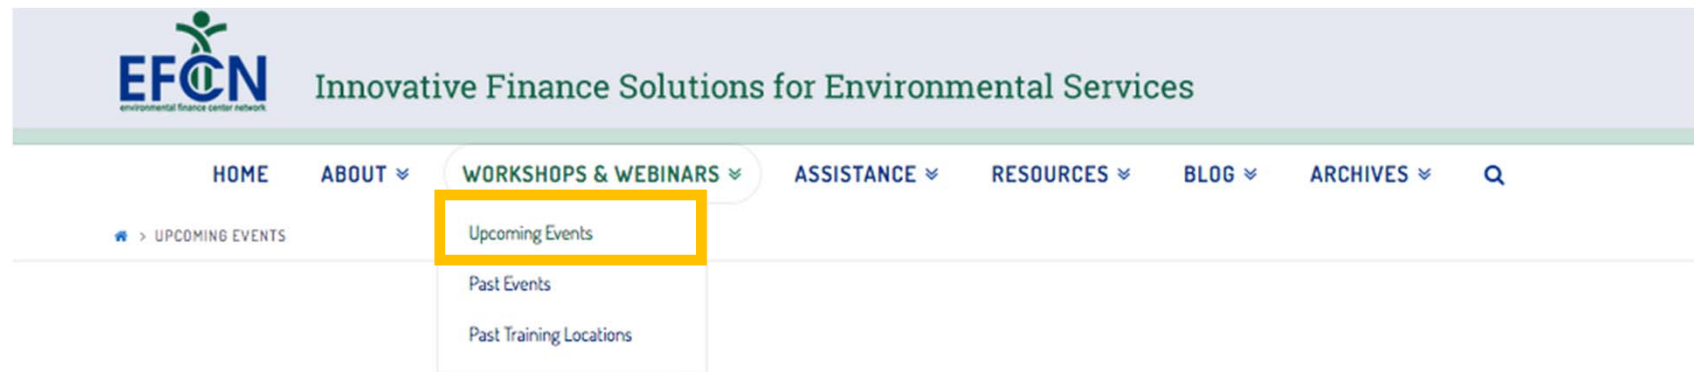 EFCN
environmental finance center network
Innovative Finance Solutions for Environmental Services
HOME ABOUT WORKSHOPS & WEBINARS ASSISTANCE RESOURCES BLOG ARCHIVES
> UPCOMING EVENTS
Upcoming Events
Past Events
Past Training Locations